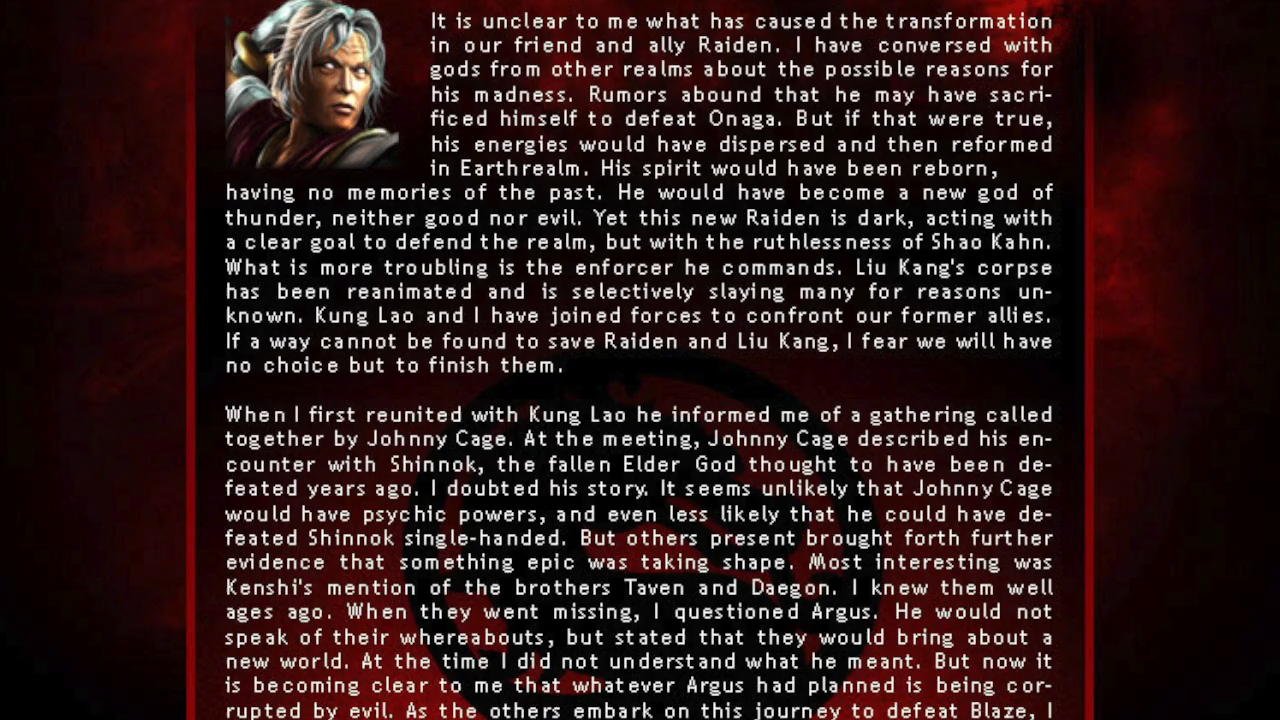 It is unclear to me what has caused the transformation
in our friend and ally Raiden. I have conversed with
gods from other realms about the possible reasons for
his madness. Rumors abound that he may have sacri-
ficed himself to defeat Onaga. But if that were true,
his energies would have dispersed and then reformed
in Earthrealm. His spirit would have been reborn,
having no memories of the past. He would have become a new god of
thunder, neither good nor evil. Yet this new Raiden is dark, acting with
a clear goal to defend the realm, but with the ruthlessness of Shao Kahn.
What is more troubling is the enforcer he commands. Liu Kang's corpse
has been reanimated and is selectively slaying many for reasons un-
known. Kung Lao and I have joined forces to confront our former allies.
If a way cannot be found to save Raiden and Liu Kang, I fear we will have
no choice but to finish them.
When I first reunited with Kung Lao he informed me of a gathering called
together by Johnny Cage. At the meeting, Johnny Cage described his en-
counter with Shinnok, the fallen Elder God thought to have been de-
feated years ago. I doubted his story. It seems unlikely that Johnny Cage
would have psychic powers, and even less likely that he could have de-
feated Shinnok single-handed. But others present brought forth further
evidence that something epic was taking shape. Most interesting was
Kenshi's mention of the brothers Taven and Daegon. I knew them well
ages ago. When they went missing, I questioned Argus. He would not
speak of their whereabouts, but stated that they would bring about a
new world. At the time I did not understand what he meant. But now it
is becoming clear to me that whatever Argus had planned is being cor-
rupted by evil. As the others embark on this journey to defeat Blaze, I